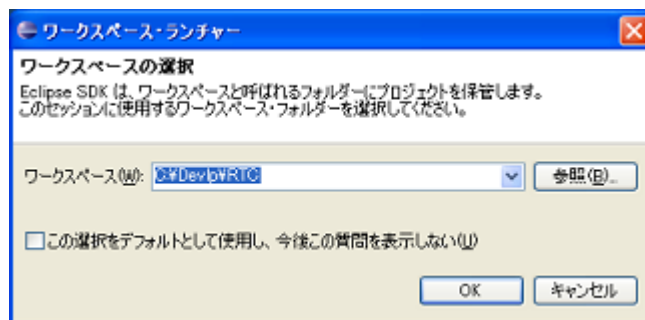 ワークスペース・ランチャー
ワークスペースの選択
Eclipse SDK は、ワークスペースと呼ばれるフォルダーにプロジェクトを保管します。
このセッションに使用するワークスペース・フォルダーを選択してください。
ワークスペース(W): C:¥Devlp¥RTC 参照(B)...
この選択をデフォルトとして使用し、今後この質問を表示しない(U)
OK キャンセル